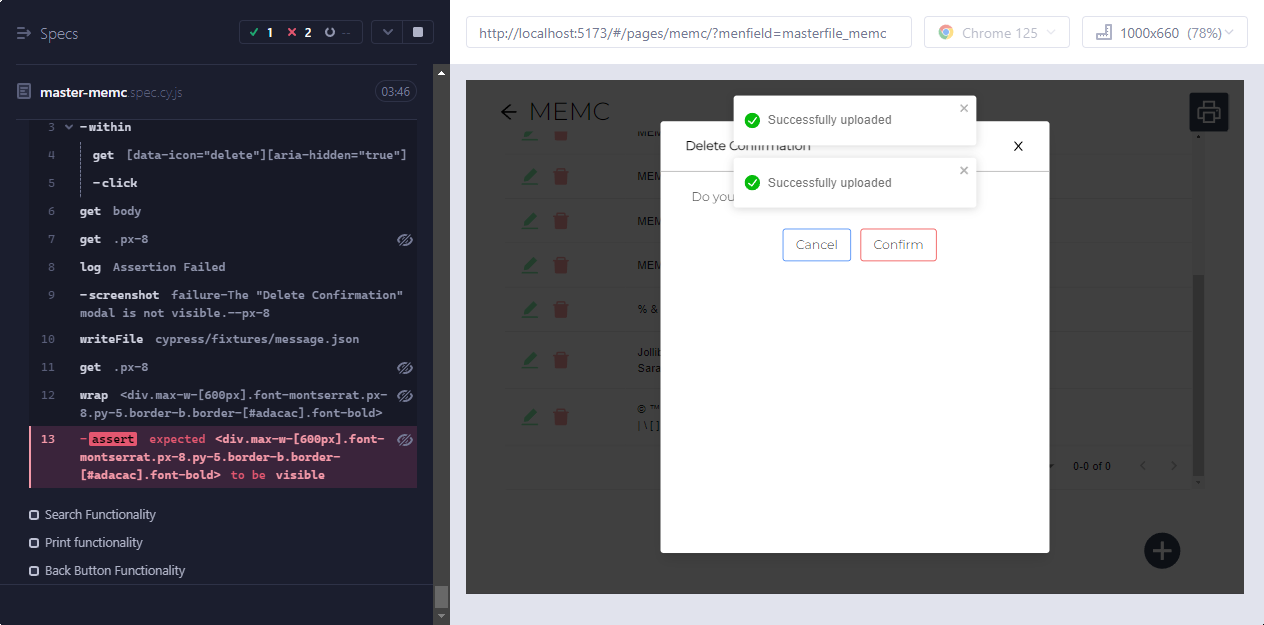 Specs
1
2
--
http://localhost:5173/#/pages/memc/?menfield=masterfile_memc
Chrome 125
1000x660 (78%)
master-memc.spec.cy.js
03:46
3 -within
4 get [data-icon="delete"][aria-hidden="true"]
5 -click
6 get body
7 get .px-8
8 log Assertion Failed
9 -screenshot failure-The "Delete Confirmation"
modal is not visible.--px-8
10 writeFile cypress/fixtures/message.json
11 get .px-8
12 wrap <div.max-w-[600px].font-montserrat.px-
8.py-5.border-b.border-[#adacac].font-bold>
13 -assert expected <div.max-w-[600px].font-
montserrat.px-8.py-5.border-b.border-
[#adacac].font-bold> to be visible
Search Functionality
Print functionality
Back Button Functionality
MEMC
Successfully uploaded
Delete Confirmation
X
Successfully uploaded
Do you
Cancel
Confirm
MEM
MEM
MEM
% &
Jollib
Sara
© ™
| \ [ ]
0-0 of 0